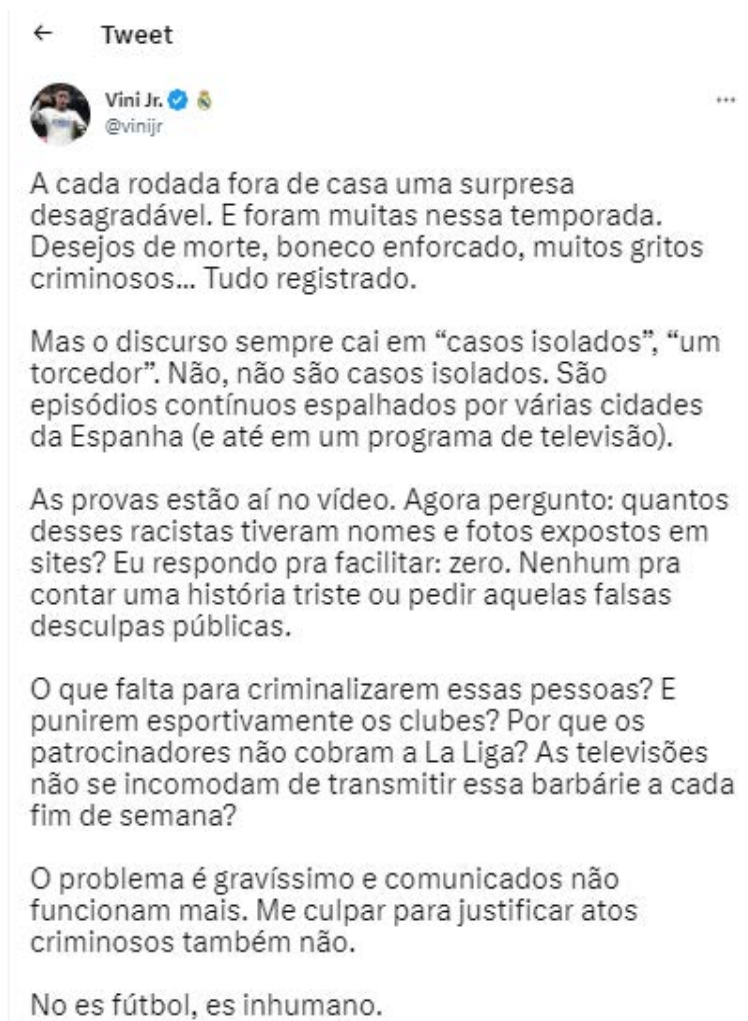 Tweet
Vini Jr.
@vinijr
A cada rodada fora de casa uma surpresa
desagradável. E foram muitas nessa temporada.
Desejos de morte, boneco enforcado, muitos gritos
criminosos... Tudo registrado.
Mas o discurso sempre cai em “casos isolados”, “um
torcedor”. Não, não são casos isolados. São
episódios contínuos espalhados por várias cidades
da Espanha (e até em um programa de televisão).
As provas estão aí no vídeo. Agora pergunto: quantos
desses racistas tiveram nomes e fotos expostos em
sites? Eu respondo pra facilitar: zero. Nenhum pra
contar uma história triste ou pedir aquelas falsas
desculpas públicas.
O que falta para criminalizarem essas pessoas? E
punirem esportivamente os clubes? Por que os
patrocinadores não cobram a La Liga? As televisões
não se incomodam de transmitir essa barbárie a cada
fim de semana?
O problema é gravíssimo e comunicados não
funcionam mais. Me culpar para justificar atos
criminosos também não.
No es fútbol, es inhumano.